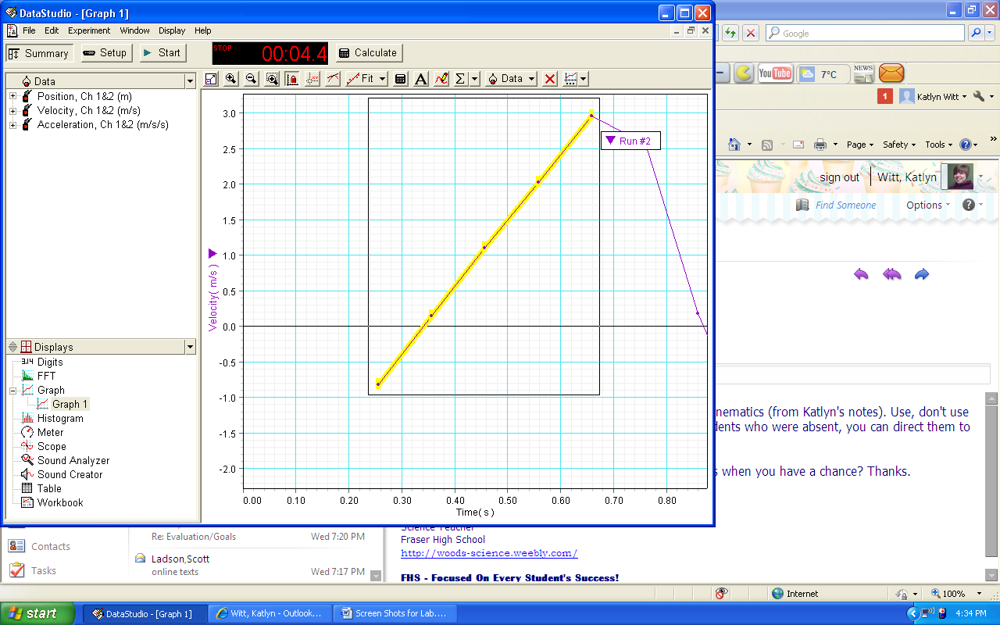 DataStudio - [Graph 1]
File Edit Experiment Window Display Help
Summary Setup Start STOP 00:04.4 Calculate
Fit A Σ Data
Data
Position, Ch 1&2 (m)
Velocity, Ch 1&2 (m/s)
Acceleration, Ch 1&2 (m/s/s)
Displays
3.14 Digits
FFT
Graph
Graph 1
Histogram
Meter
Scope
Sound Analyzer
Sound Creator
Table
Workbook
Velocity( m/s )
3.0
2.5
2.0
1.5
1.0
0.5
0.0
-0.5
-1.0
-1.5
-2.0
Run #2
0.00 0.10 0.20 0.30 0.40 0.50 0.60 0.70 0.80
Time( s )
Google
YouTube 7°C NEWS
1 Katlyn Witt
Page Safety Tools »
sign out Witt, Katlyn
Find Someone Options
nematics (from Katlyn's notes). Use, don't use
dents who were absent, you can direct them to
s when you have a chance? Thanks.
Science Teacher
Fraser High School
http://woods-science.weebly.com/
FHS - Focused On Every Student's Success!
Contacts
Tasks
Re: Evaluation/Goals Wed 7:20 PM
Ladson,Scott
online texts Wed 7:17 PM
Internet 100%
start DataStudio - [Graph 1] Witt, Katlyn - Outlook... Screen Shots for Lab.... 4:34 PM